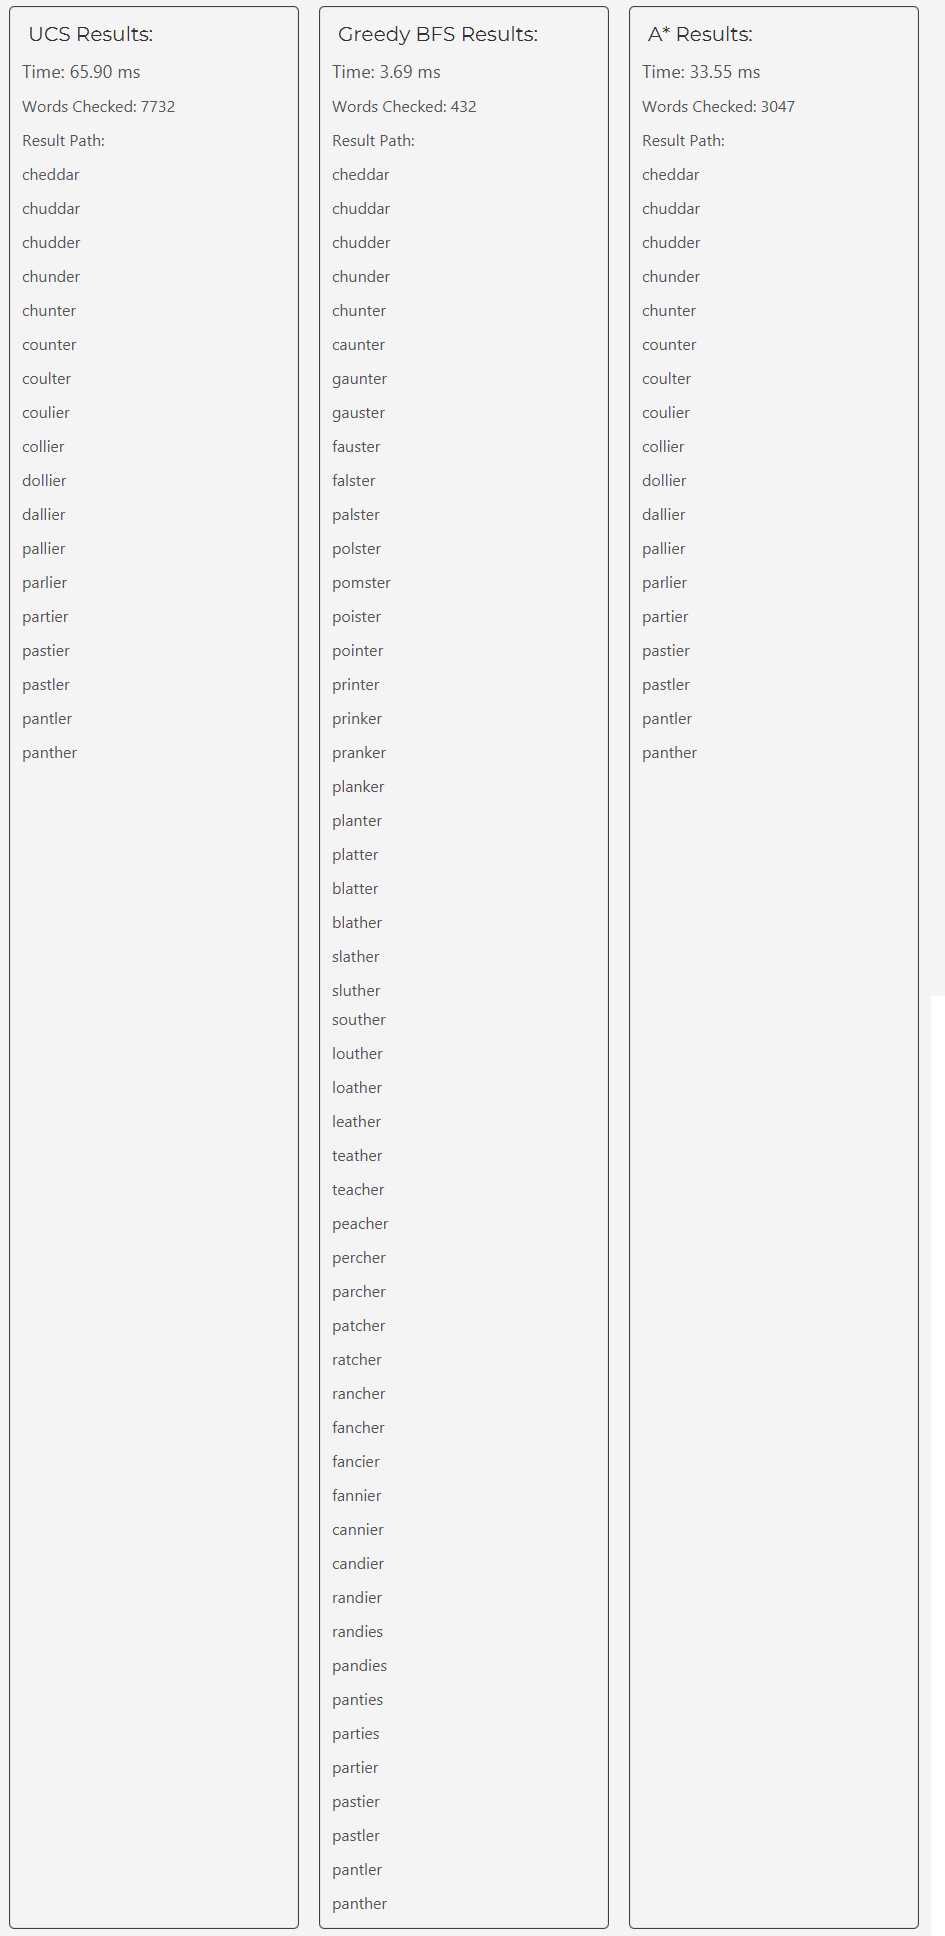 UCS Results:
Time: 65.90 ms
Words Checked: 7732
Result Path:
cheddar
chuddar
chudder
chunder
chunter
counter
coulter
coulier
collier
dollier
dallier
pallier
parlier
partier
pastier
pastler
pantler
panther
Greedy BFS Results:
Time: 3.69 ms
Words Checked: 432
Result Path:
cheddar
chuddar
chudder
chunder
chunter
caunter
gaunter
gauster
fauster
falster
palster
polster
pomster
poister
pointer
printer
prinker
pranker
planker
planter
platter
blatter
blather
slather
sluther
souther
louther
loather
leather
teather
teacher
peacher
percher
parcher
patcher
ratcher
rancher
fancher
fancier
fannier
cannier
candier
randier
randies
pandies
panties
parties
partier
pastier
pastler
pantler
panther
A* Results:
Time: 33.55 ms
Words Checked: 3047
Result Path:
cheddar
chuddar
chudder
chunder
chunter
counter
coulter
coulier
collier
dollier
dallier
pallier
parlier
partier
pastier
pastler
pantler
panther